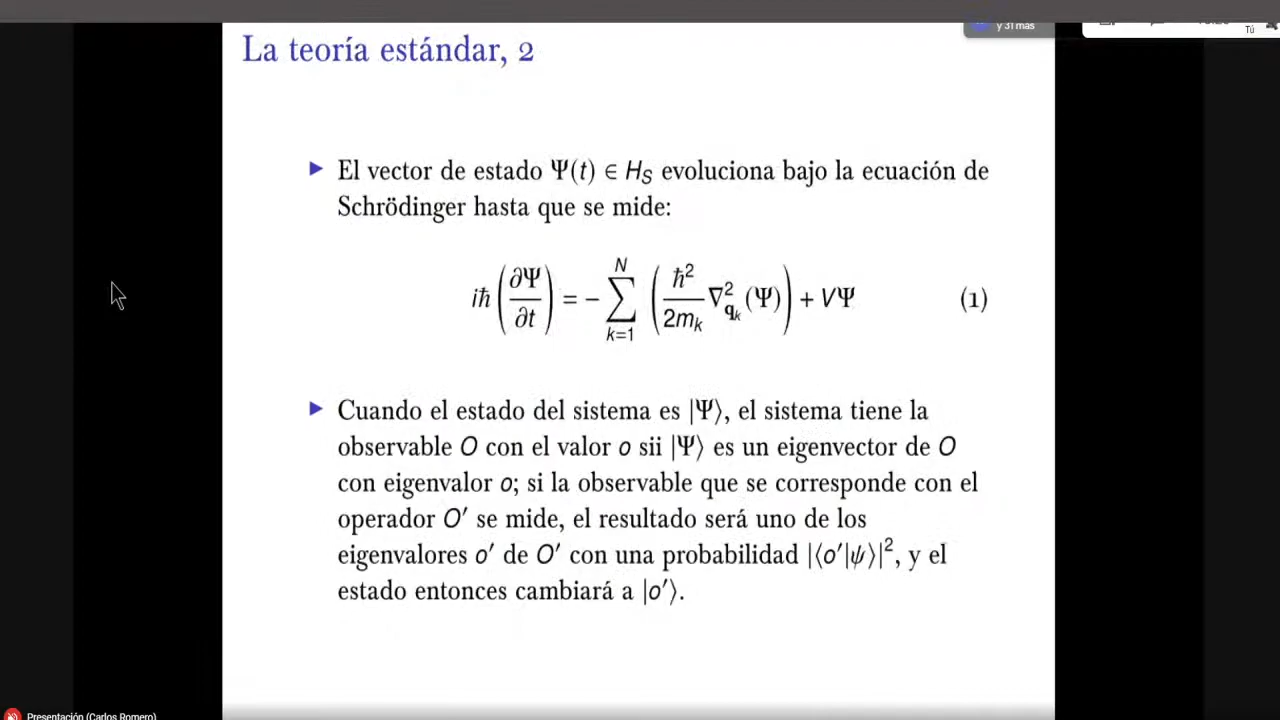 y 31 más
Tú
La teoría estándar, 2
▶ El vector de estado Ψ(t) ∈ H_S evoluciona bajo la ecuación de
Schrödinger hasta que se mide:
iℏ (∂Ψ/∂t) = − ∑_{k=1}^{N} (ℏ²/2m_k ∇²_{q_k} (Ψ)) + VΨ (1)
▶ Cuando el estado del sistema es |Ψ⟩, el sistema tiene la
observable O con el valor o sii |Ψ⟩ es un eigenvector de O
con eigenvalor o; si la observable que se corresponde con el
operador O′ se mide, el resultado será uno de los
eigenvalores o′ de O′ con una probabilidad |⟨o′|ψ⟩|², y el
estado entonces cambiará a |o′⟩.
Presentación (Carlos Romero)